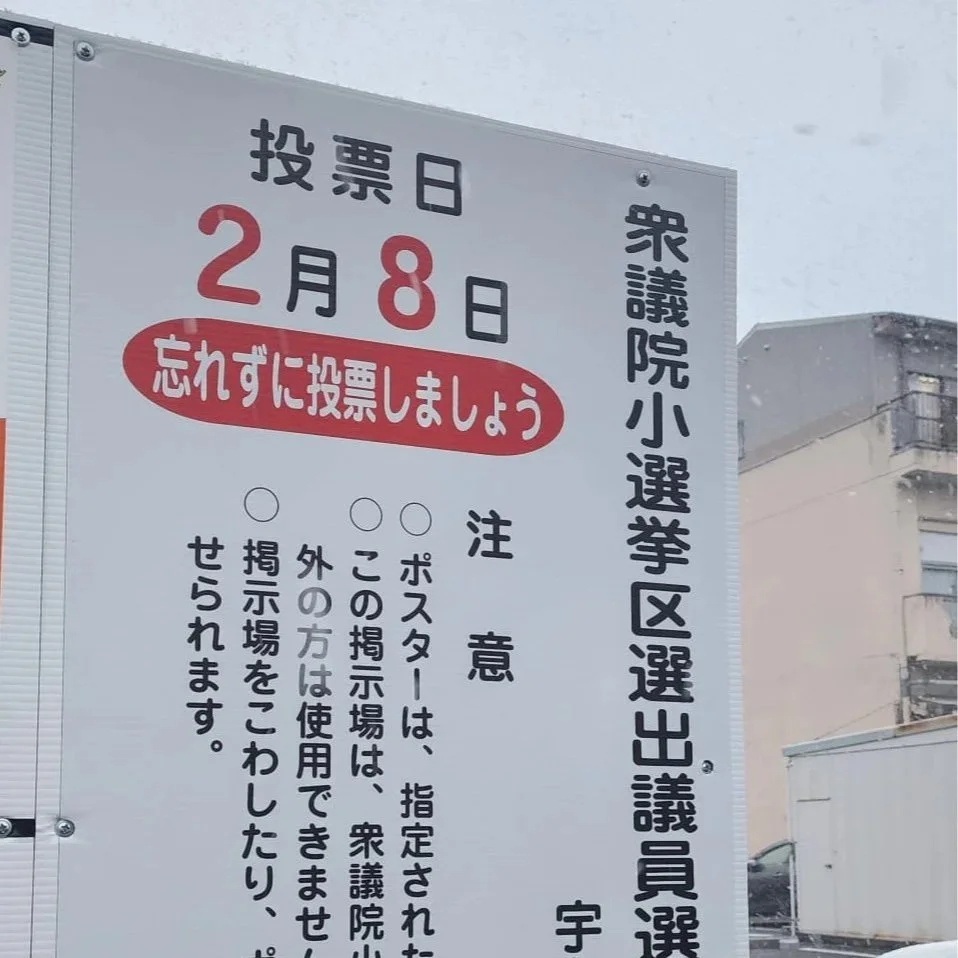 衆議院小選挙区選出議員選
宇
投票日
2月8日
忘れずに投票しましょう
注意
○ポスターは、指定された
○この掲示場は、衆議院小
外の方は使用できません
○掲示場をこわしたり、ポ
せられます。